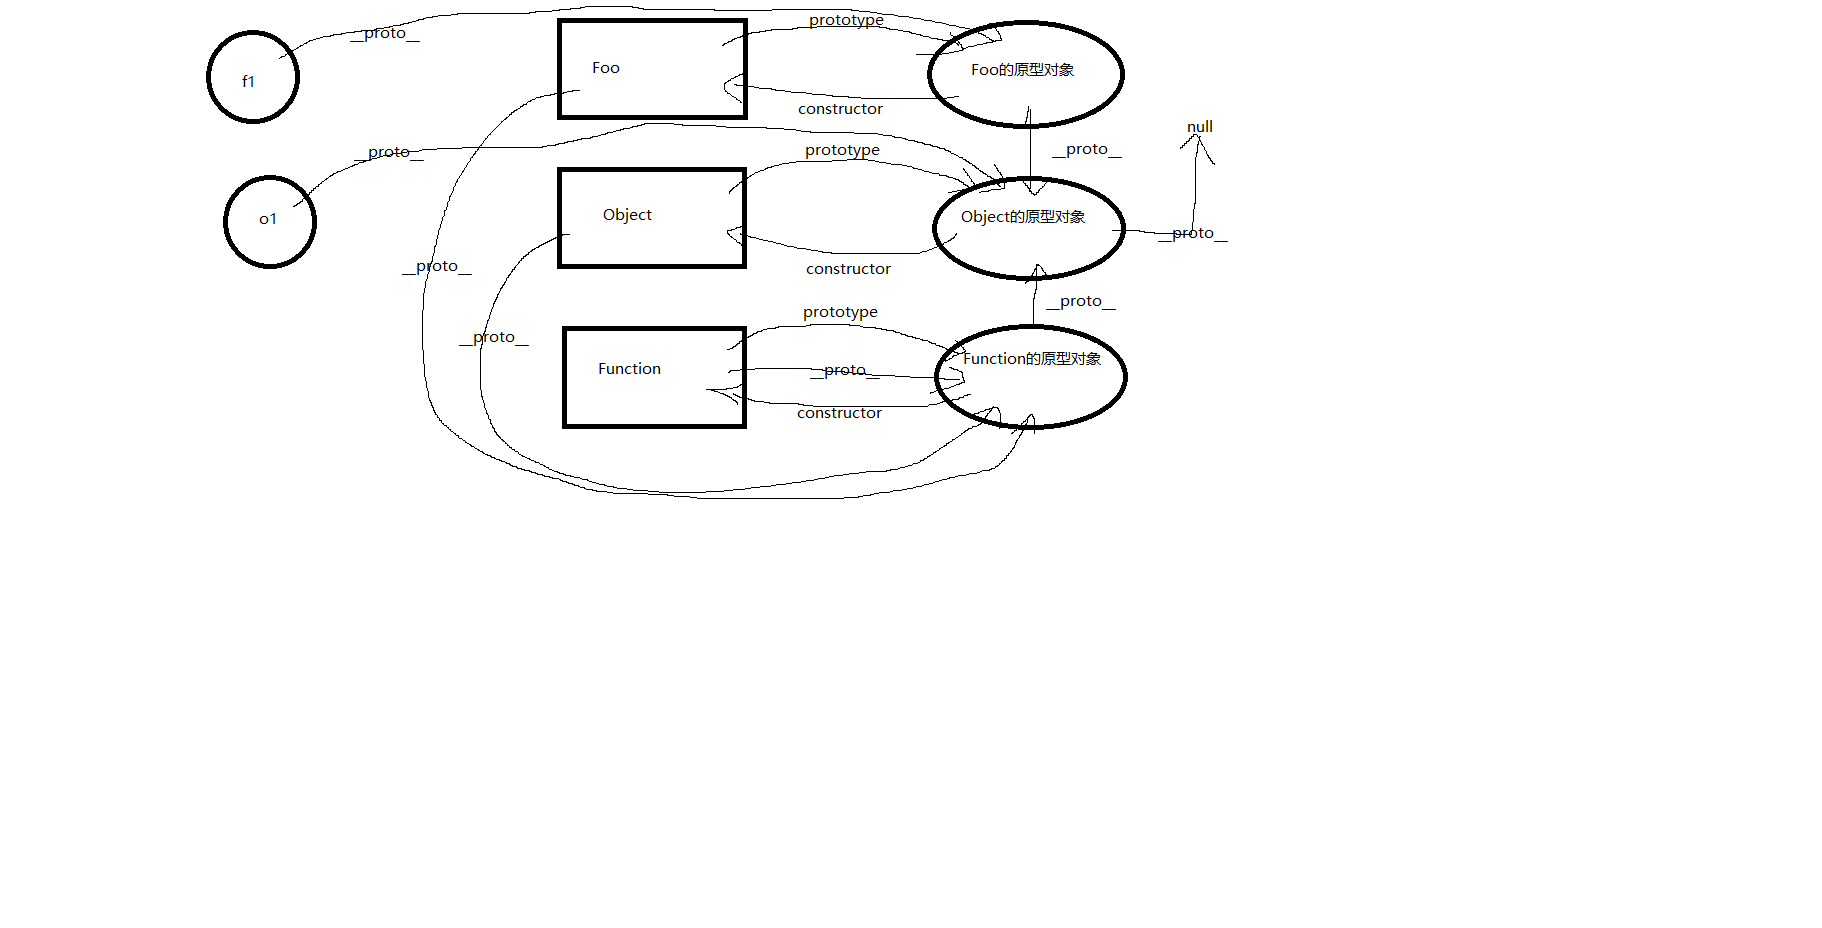 prototype
__proto__
f1
Foo
Foo的原型对象
constructor
null
__proto__
prototype
__proto__
o1
Object
Object的原型对象
__proto__
__proto__
constructor
__proto__
prototype
__proto__
Function
Function的原型对象
__proto__
constructor